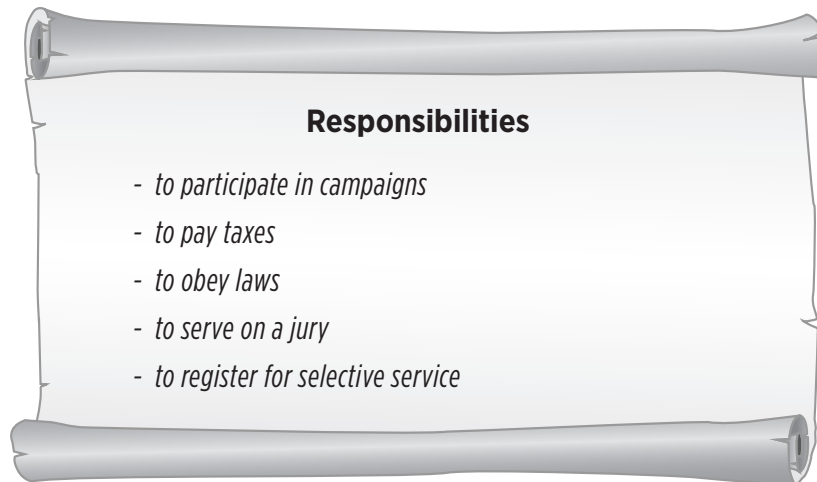 Responsibilities
- to participate in campaigns
- to pay taxes
- to obey laws
- to serve on a jury
- to register for selective service